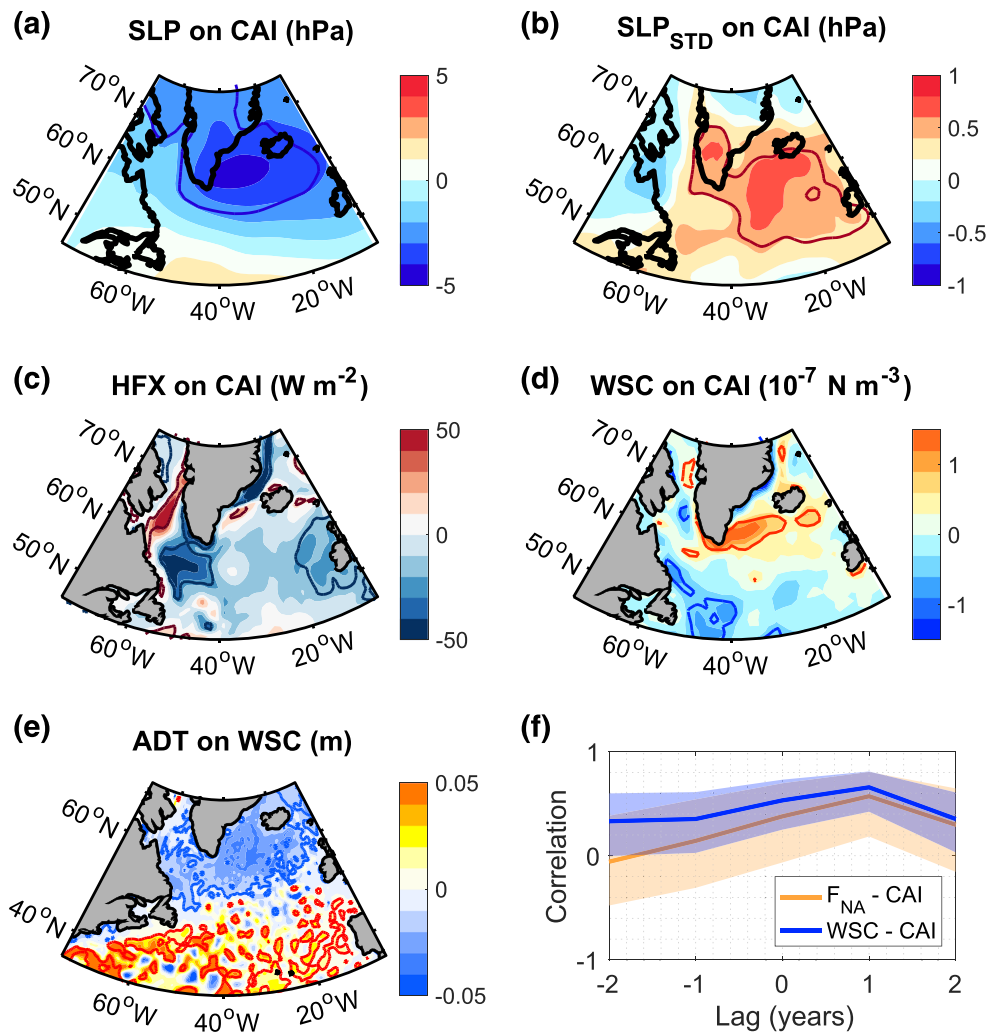 (a)
SLP on CAI (hPa)
70°N
60°N
50°N
60°W
40°W
20°W
5
0
-5
(b)
SLP_STD on CAI (hPa)
70°N
60°N
50°N
60°W
40°W
20°W
1
0.5
0
-0.5
-1
(c)
HFX on CAI (W m^-2)
70°N
60°N
50°N
60°W
40°W
20°W
50
0
-50
(d)
WSC on CAI (10^-7 N m^-3)
70°N
60°N
50°N
60°W
40°W
20°W
1
0
-1
(e)
ADT on WSC (m)
60°N
40°N
60°W
40°W
20°W
0.05
0
-0.05
(f)
Correlation
1
0
-1
F_NA - CAI
WSC - CAI
-2
-1
0
1
2
Lag (years)